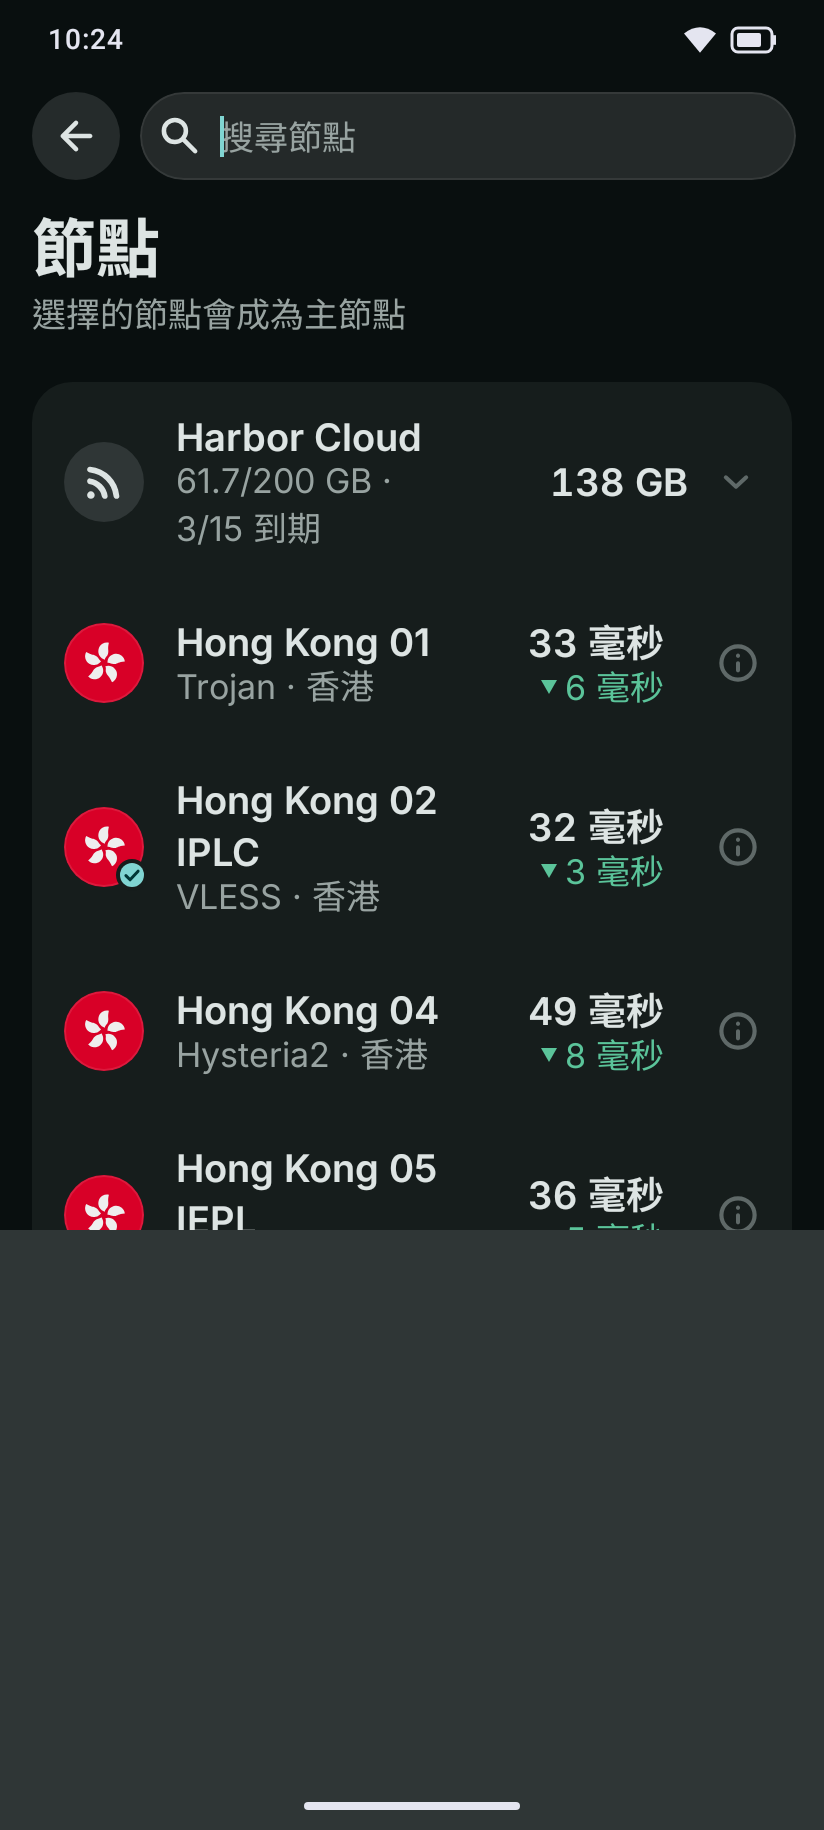 10:24
搜尋節點
節點
選擇的節點會成為主節點
Harbor Cloud
61.7/200 GB ·
3/15 到期
138 GB
Hong Kong 01
Trojan · 香港
33 毫秒
▼6 毫秒
Hong Kong 02
IPLC
VLESS · 香港
32 毫秒
▼3 毫秒
Hong Kong 04
Hysteria2 · 香港
49 毫秒
▼8 毫秒
Hong Kong 05
IEPL
36 毫秒